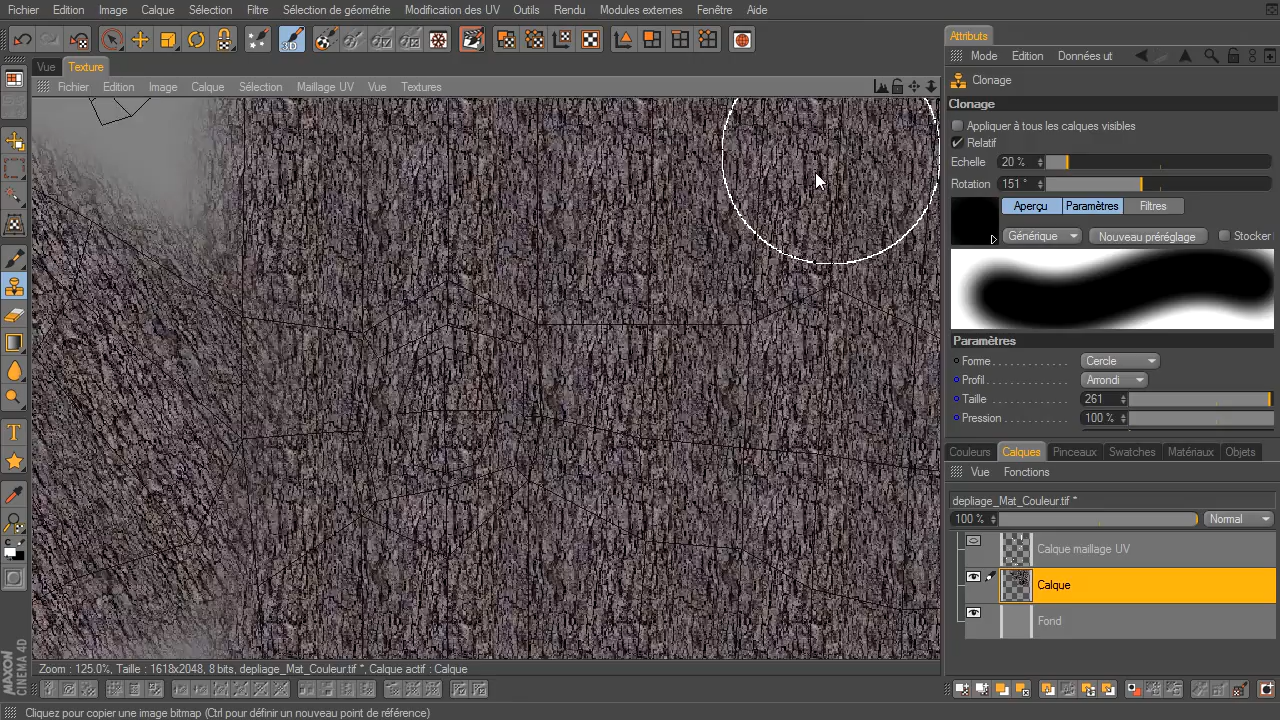 Fichier Edition Image Calque Sélection Filtre Sélection de géométrie Modification des UV Outils Rendu Modules externes Fenêtre Aide
3D
Vue Texture
Fichier Edition Image Calque Sélection Maillage UV Vue Textures
Attributs
Mode Edition Données ut
Clonage
Clonage
Appliquer à tous les calques visibles
Relatif
Echelle 20 %
Rotation 151 °
Aperçu Paramètres Filtres
Générique Nouveau préréglage Stocker
Paramètres
Forme Cercle
Profil Arrondi
Taille 261
Pression 100 %
Couleurs Calques Pinceaux Swatches Matériaux Objets
Vue Fonctions
depliage_Mat_Couleur.tif *
100 % Normal
Calque maillage UV
Calque
Fond
Zoom : 125.0%, Taille : 1618x2048, 8 bits, depliage_Mat_Couleur.tif *, Calque actif : Calque
MAXON
CINEMA 4D
Cliquez pour copier une image bitmap (Ctrl pour définir un nouveau point de référence)